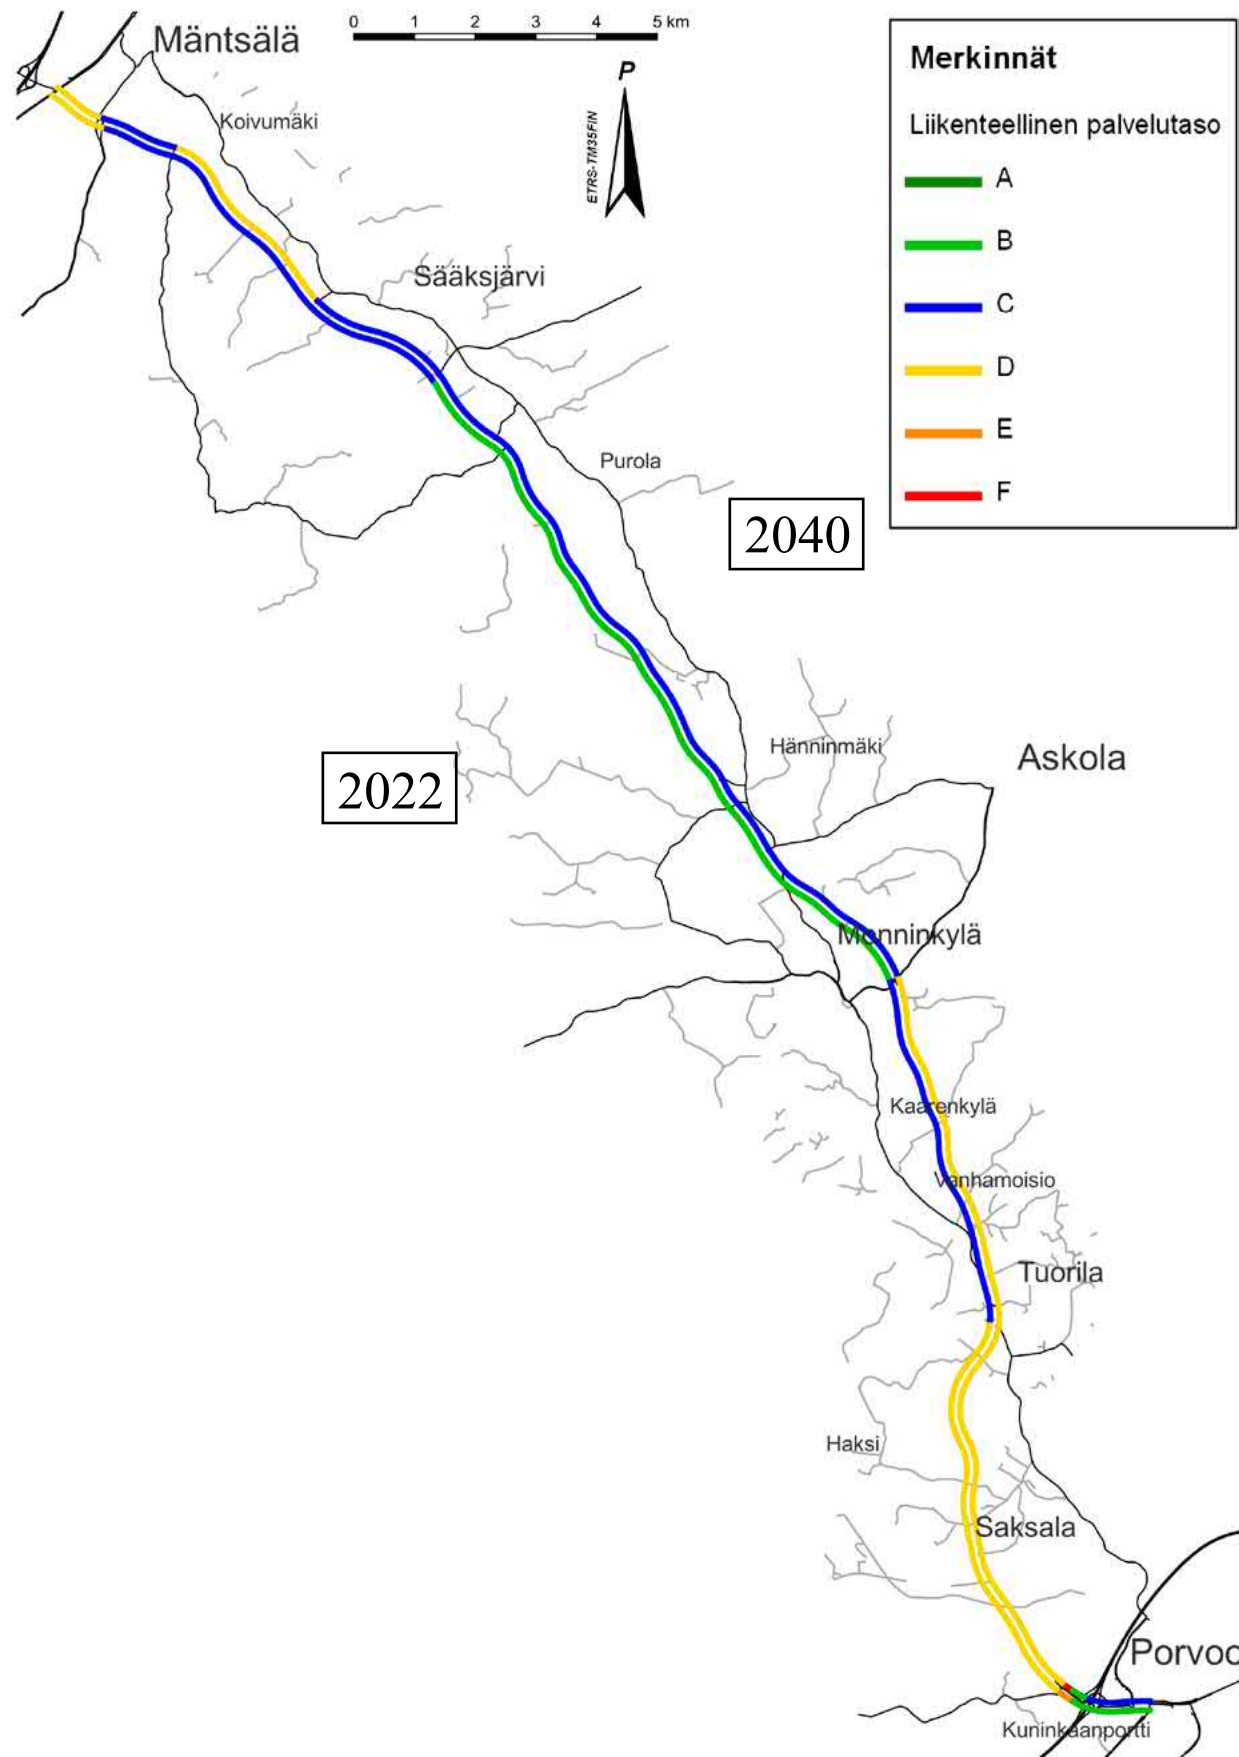 0 1 2 3 4 5 km
Mäntsälä
P
Merkinnät
Koivumäki
Liikenteellinen palvelutaso
ETRS-TM35FIN
A
B
Sääksjärvi
C
D
E
Purola
F
2040
Hänninmäki
Askola
2022
Monninkylä
Kaarenkylä
Vanhamoisio
Tuorila
Haksi
Saksala
Porvoo
Kuninkaanportti